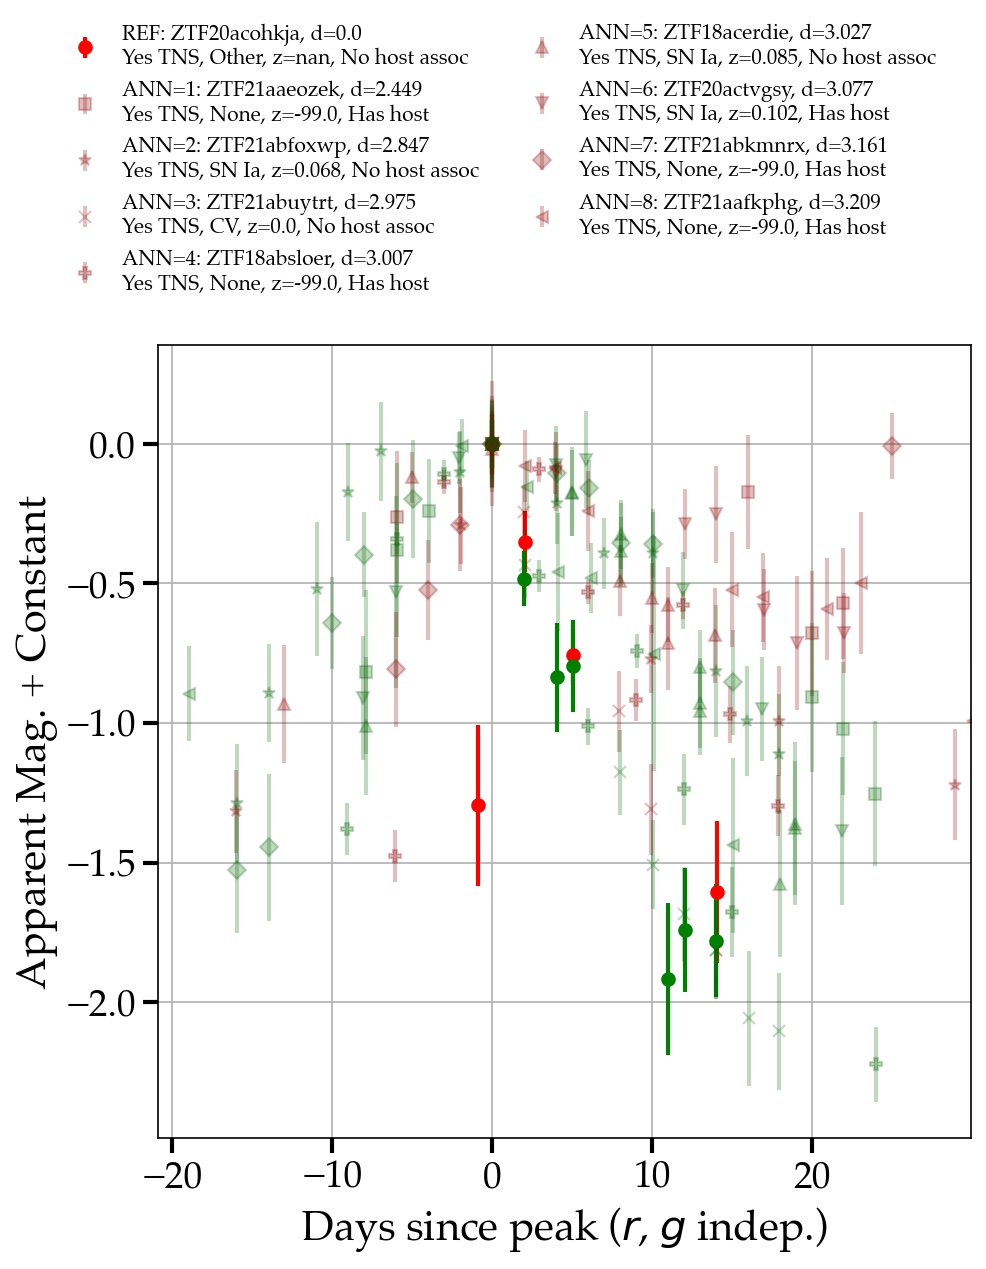 REF: ZTF20acohkja, d=0.0
Yes TNS, Other, z=nan, No host assoc
ANN=1: ZTF21aaeozek, d=2.449
Yes TNS, None, z=-99.0, Has host
ANN=2: ZTF21abfoxwp, d=2.847
Yes TNS, SN Ia, z=0.068, No host assoc
ANN=3: ZTF21abuytrt, d=2.975
Yes TNS, CV, z=0.0, No host assoc
ANN=4: ZTF18absloer, d=3.007
Yes TNS, None, z=-99.0, Has host
ANN=5: ZTF18acerdie, d=3.027
Yes TNS, SN Ia, z=0.085, No host assoc
ANN=6: ZTF20actvgsy, d=3.077
Yes TNS, SN Ia, z=0.102, Has host
ANN=7: ZTF21abkmnrx, d=3.161
Yes TNS, None, z=-99.0, Has host
ANN=8: ZTF21aafkphg, d=3.209
Yes TNS, None, z=-99.0, Has host
Apparent Mag. + Constant
0.0
−0.5
−1.0
−1.5
−2.0
−20 −10 0 10 20
Days since peak (r, g indep.)